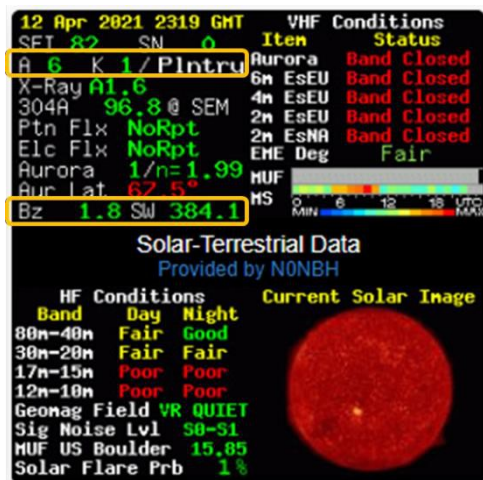 12 Apr 2021 2319 GMT
SFI 82 SN 0
A 6 K 1/Plntry
X-Ray A1.6
304A 96.8 @ SEM
Ptn Flx NoRpt
Elc Flx NoRpt
Aurora 1/n=1.99
Aur Lat 67.5°
Bz 1.8 SW 384.1
VHF Conditions
Item Status
Aurora Band Closed
6m EsEU Band Closed
4m EsEU Band Closed
2m EsEU Band Closed
2m EsNA Band Closed
EME Deg Fair
MUF
MS 0 6 12 18 UTC
MIN MAX
Solar-Terrestrial Data
Provided by N0NBH
HF Conditions
Band Day Night
80m-40m Fair Good
30m-20m Fair Fair
17m-15m Poor Poor
12m-10m Poor Poor
Geomag Field VR QUIET
Sig Noise Lvl S0-S1
MUF US Boulder 15.85
Solar Flare Prb 1%
Current Solar Image